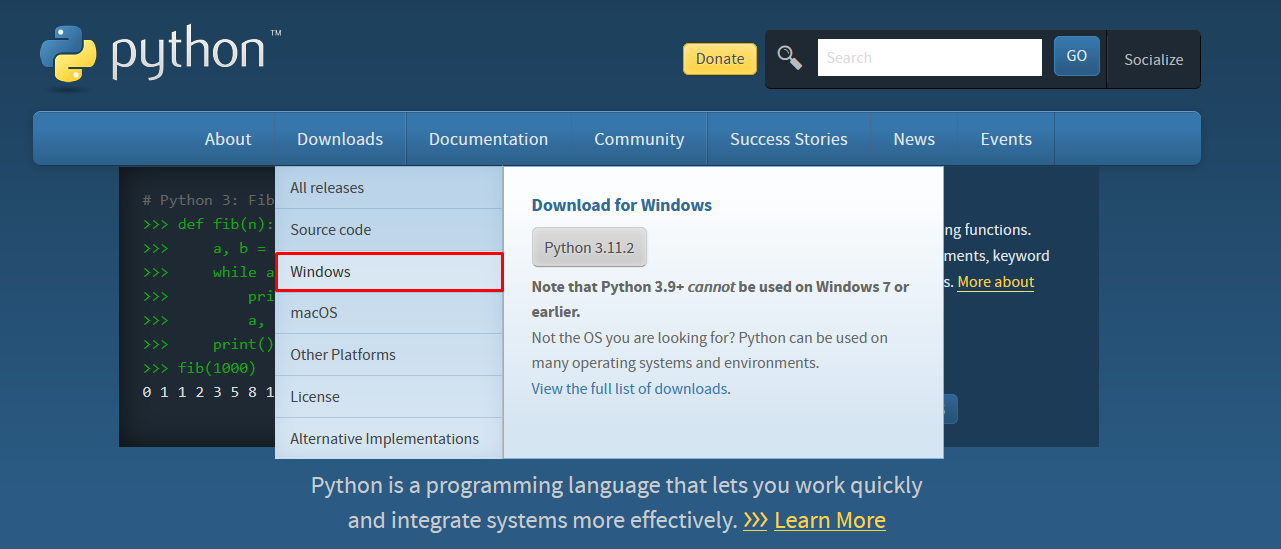 python™
Donate
Search
GO
Socialize
About
Downloads
Documentation
Community
Success Stories
News
Events
All releases
Source code
Windows
macOS
Other Platforms
License
Alternative Implementations
Download for Windows
Python 3.11.2
Note that Python 3.9+ cannot be used on Windows 7 or
earlier.
Not the OS you are looking for? Python can be used on
many operating systems and environments.
View the full list of downloads.
# Python 3: Fib
>>> def fib(n):
>>>     a, b =
>>>     while a
>>>         pri
>>>         a,
>>>     print()
>>> fib(1000)
0 1 1 2 3 5 8 1
ng functions.
ments, keyword
s. More about
Python is a programming language that lets you work quickly
and integrate systems more effectively. >>> Learn More